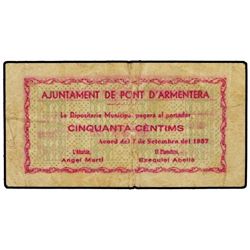 AJUNTAMENT DE PONT D'ARMENTERA
La Dipositaria Municipal pagarà al portador
CINQUANTA CÈNTIMS
Acord del 7 de Setembre del 1937
L'Alcalde, El Dipositari,
Angel Martí Ezequiel Abelló